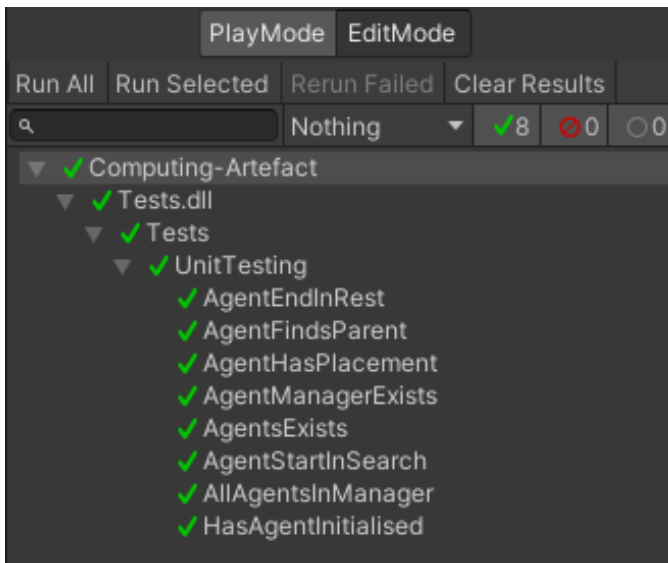 PlayMode EditMode
Run All Run Selected Rerun Failed Clear Results
Nothing 8 0 0
Computing-Artefact
Tests.dll
Tests
UnitTesting
AgentEndInRest
AgentFindsParent
AgentHasPlacement
AgentManagerExists
AgentsExists
AgentStartInSearch
AllAgentsInManager
HasAgentInitialised